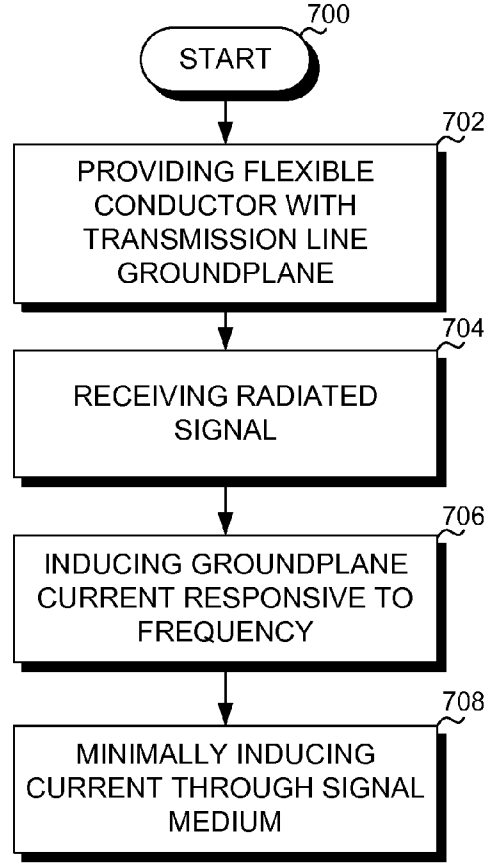 700
START
702
PROVIDING FLEXIBLE
CONDUCTOR WITH
TRANSMISSION LINE
GROUNDPLANE
704
RECEIVING RADIATED
SIGNAL
706
INDUCING GROUNDPLANE
CURRENT RESPONSIVE TO
FREQUENCY
708
MINIMALLY INDUCING
CURRENT THROUGH SIGNAL
MEDIUM